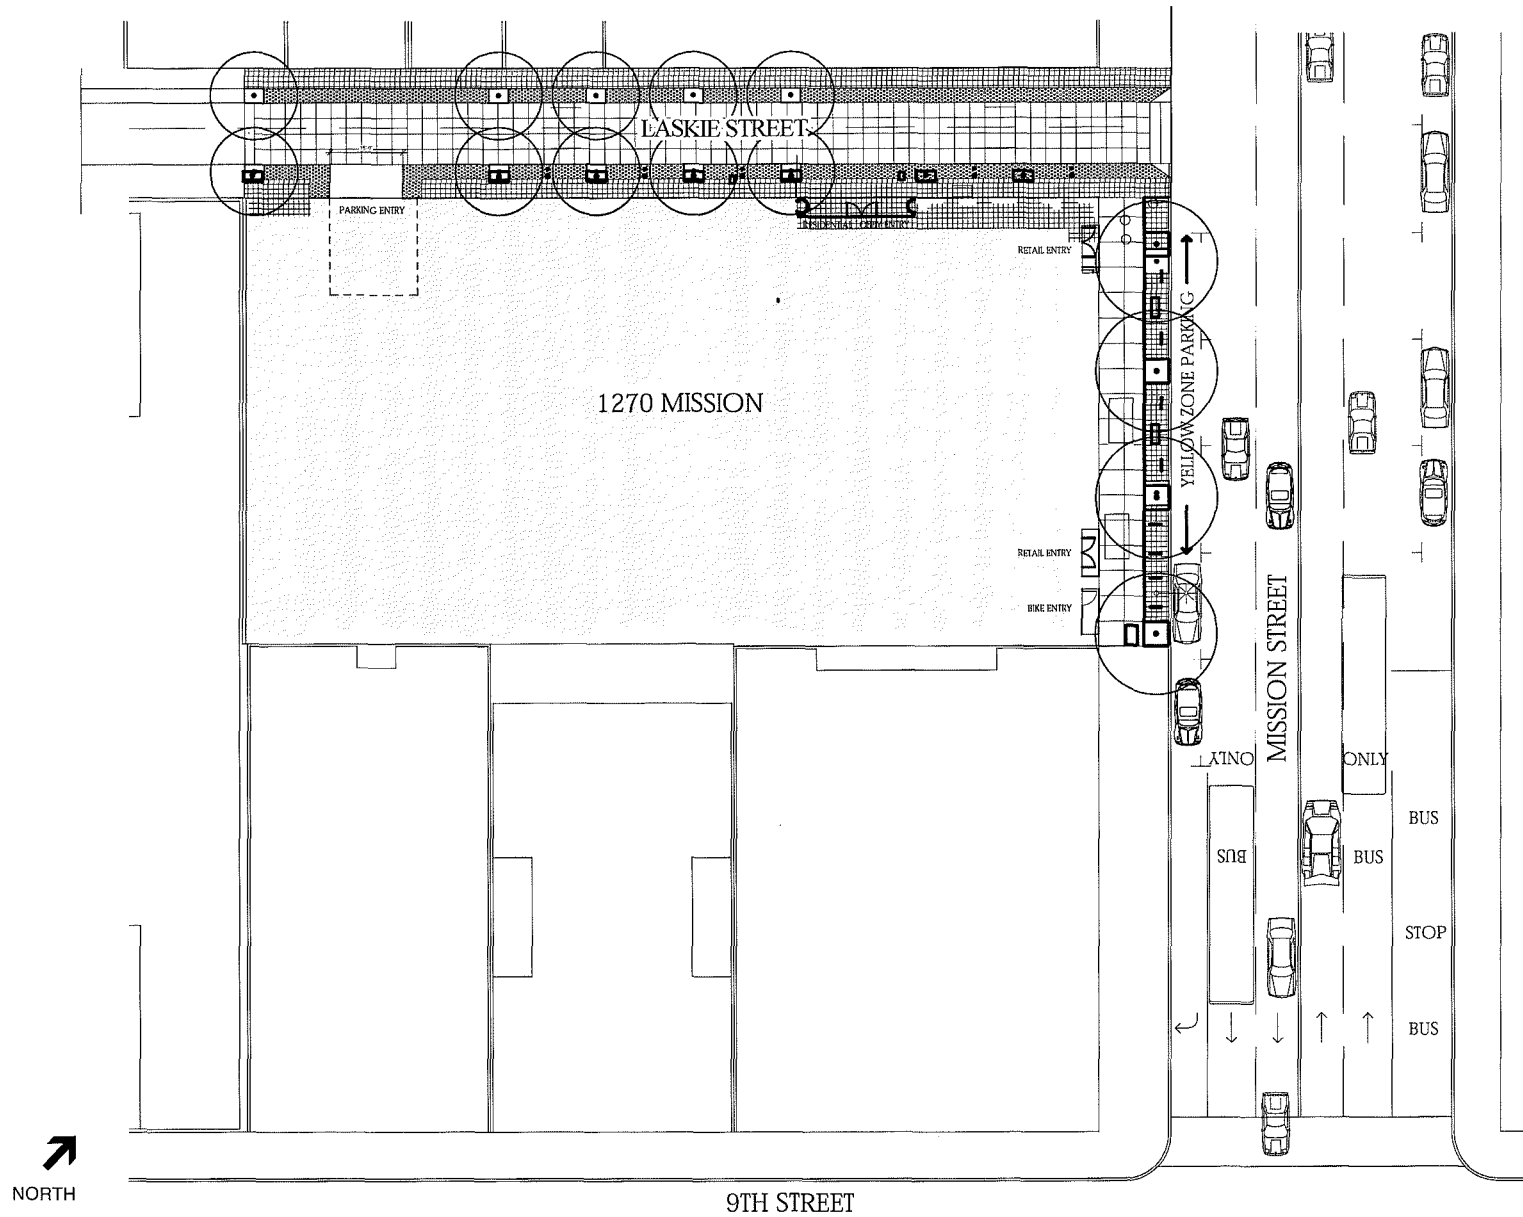 LASKIE STREET
PARKING ENTRY
RETAIL ENTRY
YELLOW ZONE PARKING
1270 MISSION
RETAIL ENTRY
BIKE ENTRY
MISSION STREET
ONLY
ONLY
BUS
BUS
BUS
STOP
BUS
NORTH
9TH STREET